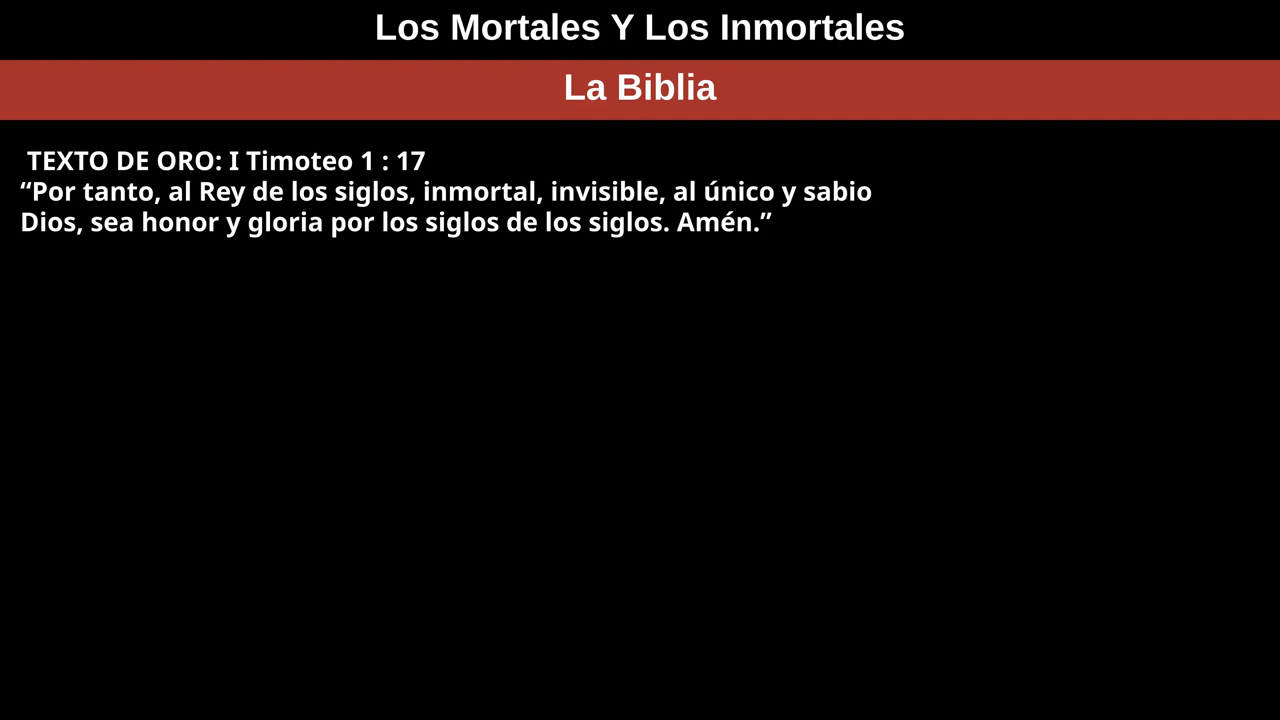 Los Mortales Y Los Inmortales
La Biblia
TEXTO DE ORO: I Timoteo 1 : 17
“Por tanto, al Rey de los siglos, inmortal, invisible, al único y sabio
Dios, sea honor y gloria por los siglos de los siglos. Amén.”